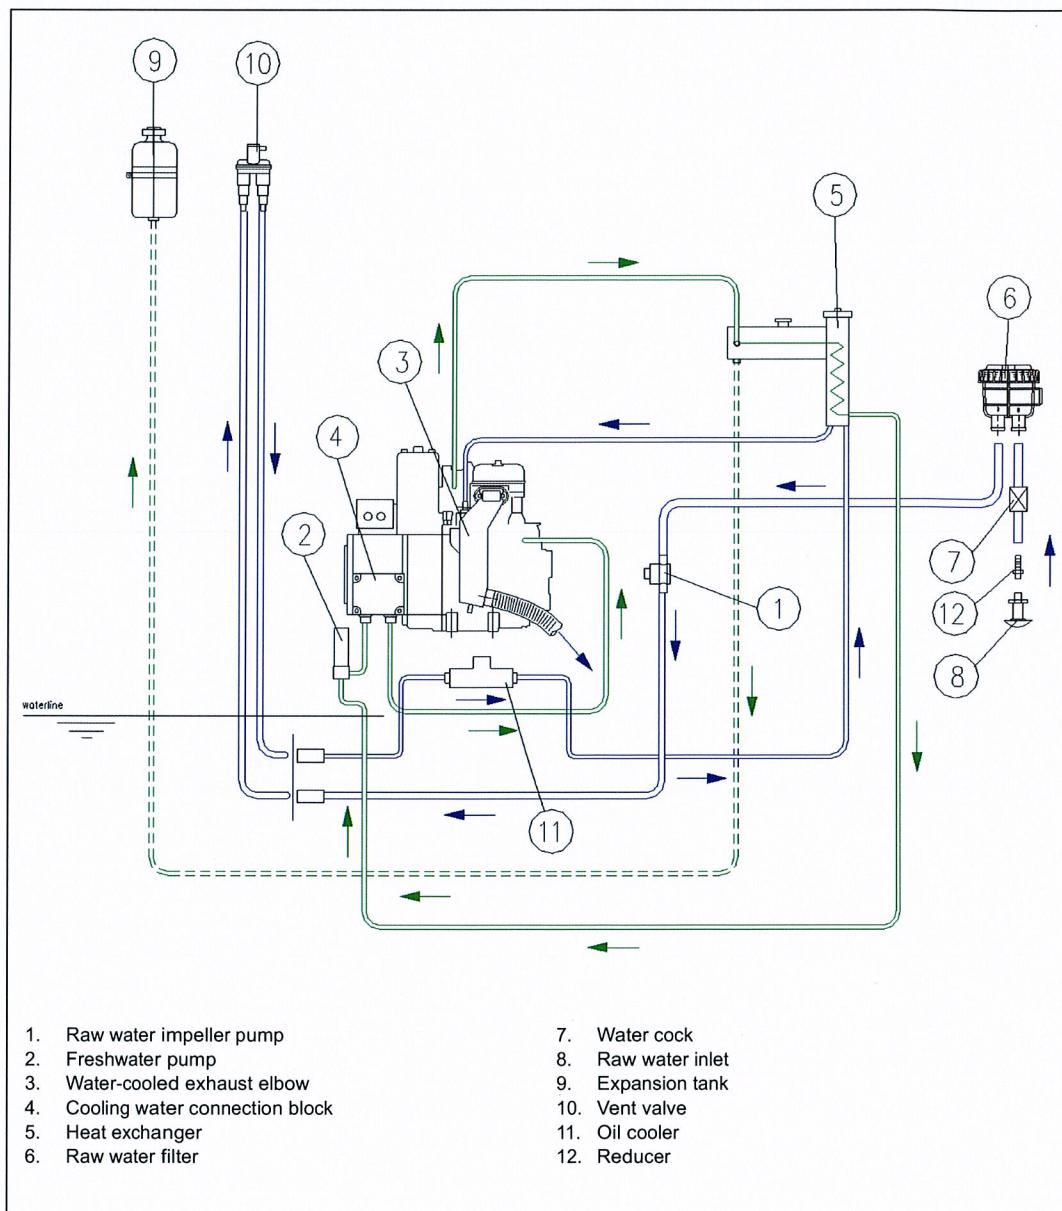 9
10
5
6
3
4
2
7
1
12
8
waterline
11
1. Raw water impeller pump
2. Freshwater pump
3. Water-cooled exhaust elbow
4. Cooling water connection block
5. Heat exchanger
6. Raw water filter
7. Water cock
8. Raw water inlet
9. Expansion tank
10. Vent valve
11. Oil cooler
12. Reducer